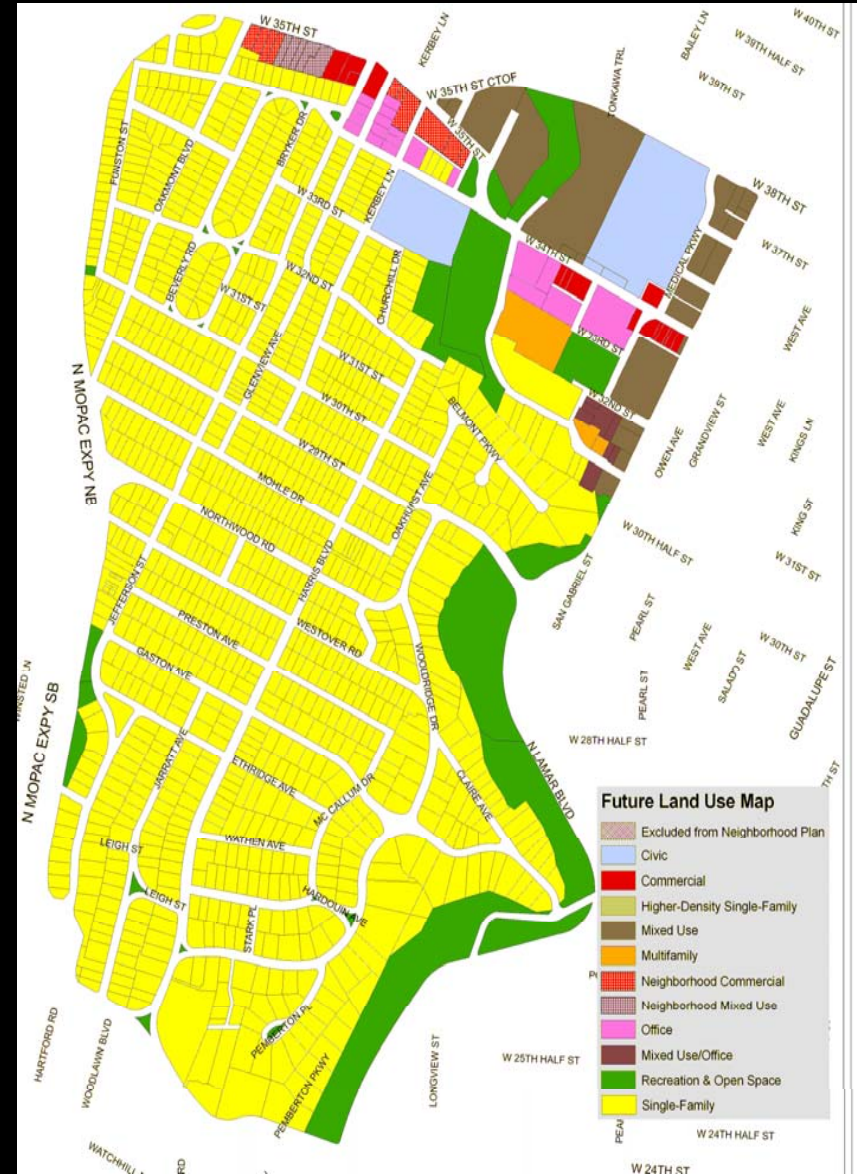 W 35TH ST
KERBEY LN
W 40TH ST
BAILEY LN
W 39TH HALF ST
W 39TH ST
TONKAWA TRL
W 35TH ST CTOF
W 35TH ST
FUNSTON ST
OAKMONT BLVD
BRYKER DR
KERBEY LN
W 33RD ST
W 38TH ST
W 37TH ST
MEDICAL PKWY
W 34TH ST
BEVERLY RD
W 31ST ST
W 32ND ST
CHURCHILL DR
WEST AVE
W 33RD ST
GLENVIEW AVE
W 31ST ST
W 30TH ST
W 32ND ST
BELMONT PKWY
GRANDVIEW ST
WEST AVE
KINGS LN
OWEN AVE
N MOPAC EXPY NB
W 29TH ST
MOHLE DR
OAKHURST AVE
NORTHWOOD RD
KING ST
W 30TH HALF ST
W 31ST ST
HARRIS BLVD
JEFFERSON ST
SAN GABRIEL ST
PEARL ST
PRESTON AVE
WESTOVER RD
WOOLDRIDGE DR
WEST AVE
W 30TH ST
GASTON AVE
SALADO ST
GUADALUPE ST
PEARL ST
N MOPAC EXPY SB
JARRATT AVE
ETHRIDGE AVE
MC CALLUM DR
CLAIRE AVE
N LAMAR BLVD
W 28TH HALF ST
TH ST
WATHEN AVE
LEIGH ST
LEIGH ST
HARDOUIN AVE
STARK PL
PEMBERTON PL
PEMBERTON PKWY
HARTFORD RD
WOODLAWN BLVD
LONGVIEW ST
W 25TH HALF ST
W 24TH HALF ST
W 24TH ST
RD
Future Land Use Map
Excluded from Neighborhood Plan
Civic
Commercial
Higher-Density Single-Family
Mixed Use
Multifamily
Neighborhood Commercial
Neighborhood Mixed Use
Office
Mixed Use/Office
Recreation & Open Space
Single-Family